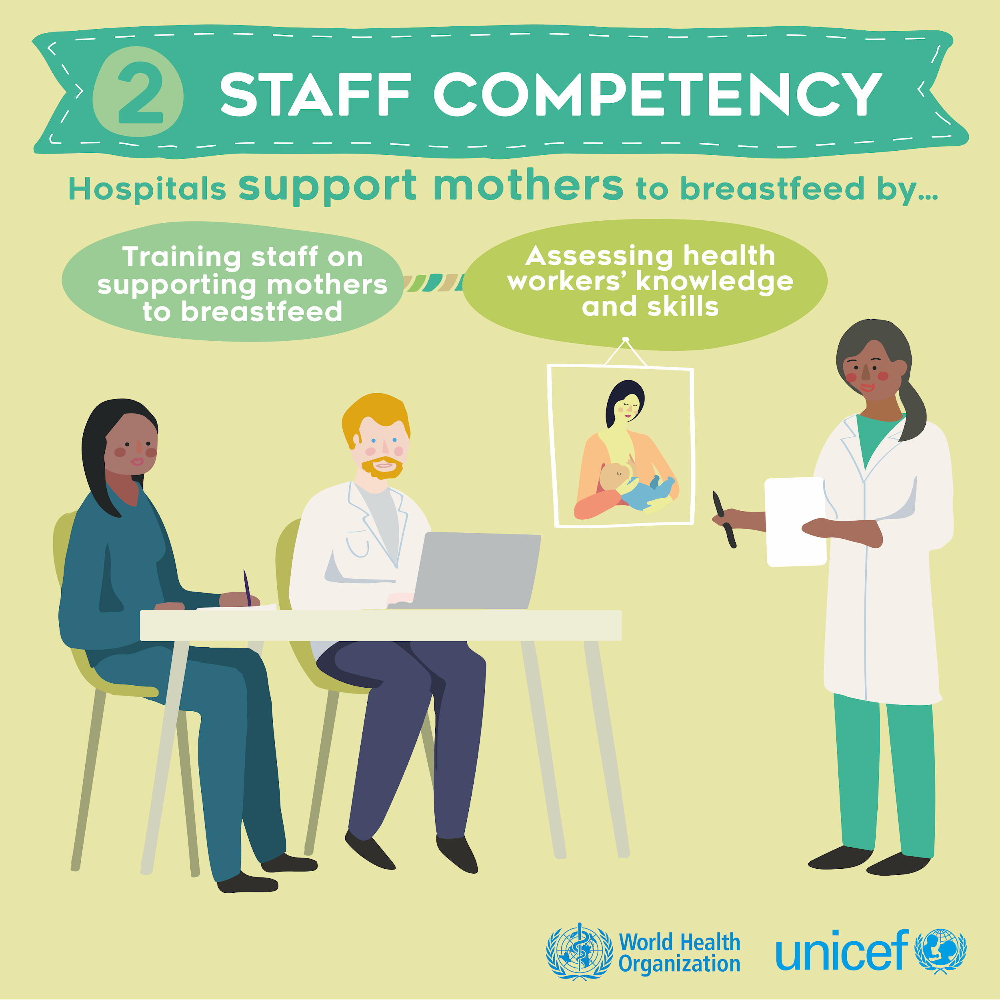 2 STAFF COMPETENCY
Hospitals support mothers to breastfeed by...
Training staff on
supporting mothers
to breastfeed
Assessing health
workers' knowledge
and skills
World Health
Organization
unicef